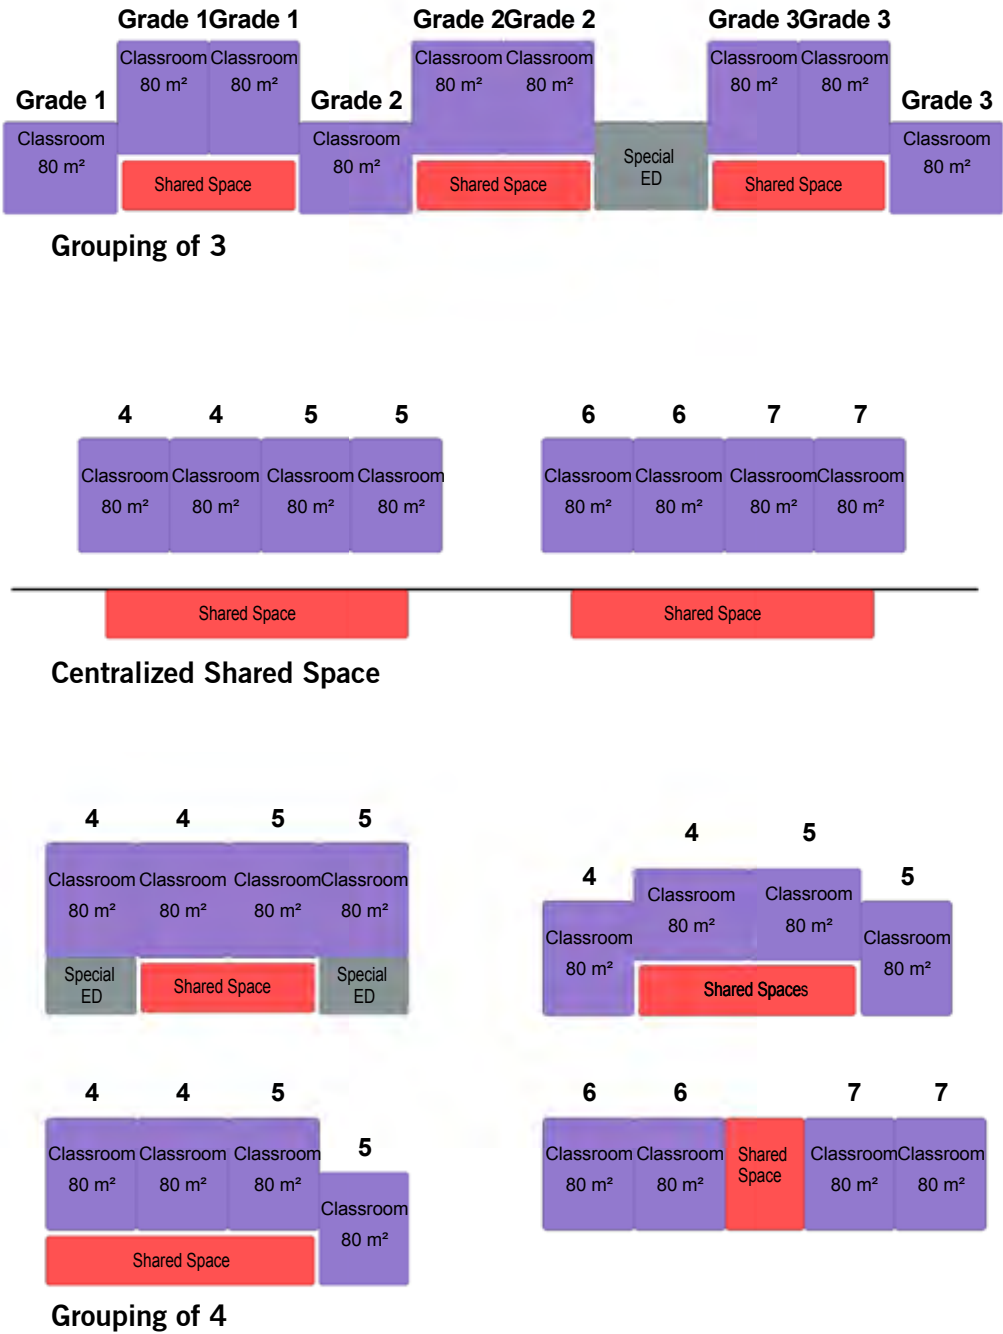 Grade 1Grade 1
Grade 2Grade 2
Grade 3Grade 3
Classroom Classroom
80 m² 80 m²
Classroom Classroom
80 m² 80 m²
Classroom Classroom
80 m² 80 m²
Grade 1
Grade 2
Grade 3
Classroom
80 m²
Shared Space
Classroom
80 m²
Shared Space
Special
ED
Shared Space
Classroom
80 m²
Grouping of 3
4 4 5 5
6 6 7 7
Classroom Classroom Classroom Classroom
80 m² 80 m² 80 m² 80 m²
Classroom Classroom Classroom Classroom
80 m² 80 m² 80 m² 80 m²
Shared Space
Shared Space
Centralized Shared Space
4 4 5 5
Classroom Classroom Classroom Classroom
80 m² 80 m² 80 m² 80 m²
Special
ED
Shared Space
Special
ED
4 5
4
5
Classroom Classroom
80 m² 80 m²
Classroom
80 m²
Classroom
80 m²
Shared Spaces
4 4 5
5
Classroom Classroom Classroom
80 m² 80 m² 80 m²
Classroom
80 m²
Shared Space
6 6 7 7
Classroom Classroom
80 m² 80 m²
Shared
Space
Classroom Classroom
80 m² 80 m²
Grouping of 4